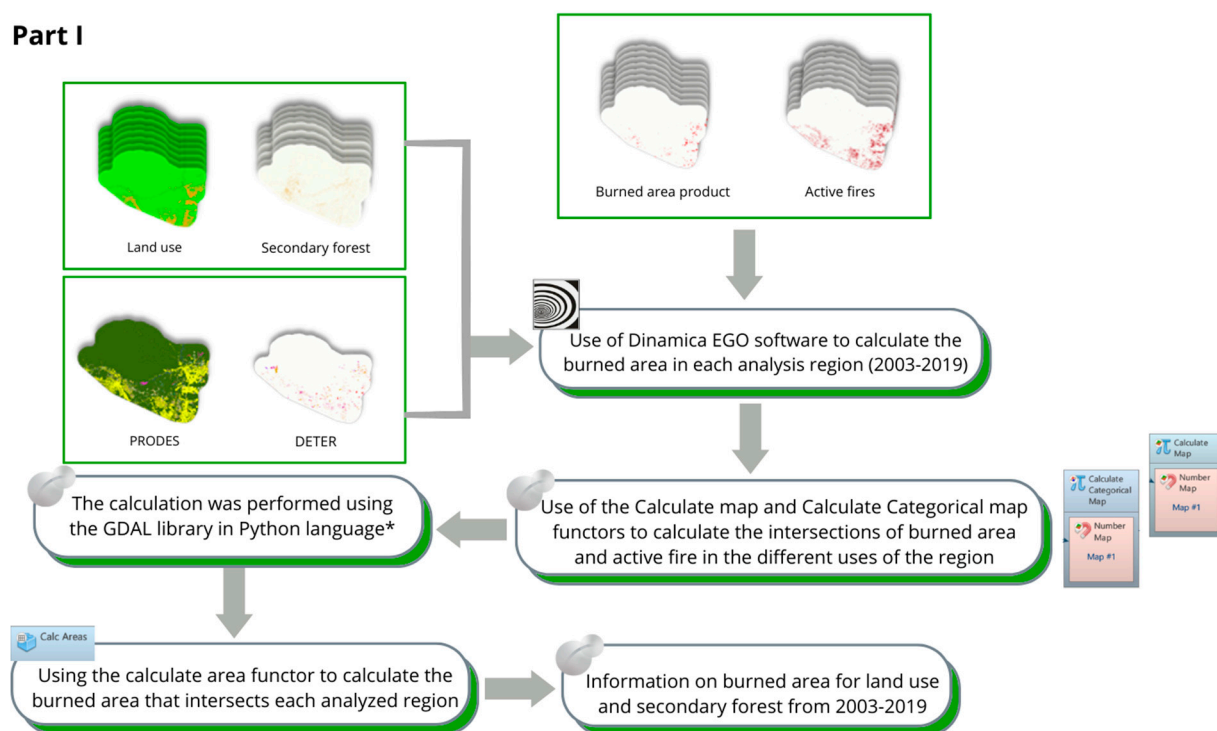 Part I
Land use
Secondary forest
PRODES
DETER
Burned area product
Active fires
Use of Dinamica EGO software to calculate the
burned area in each analysis region (2003-2019)
Use of the Calculate map and Calculate Categorical map
functors to calculate the intersections of burned area
and active fire in the different uses of the region
Calculate
Categorical
Map
Number
Map
Map #1
Calculate
Map
Number
Map
Map #1
The calculation was performed using
the GDAL library in Python language*
Calc Areas
Using the calculate area functor to calculate the
burned area that intersects each analyzed region
Information on burned area for land use
and secondary forest from 2003-2019